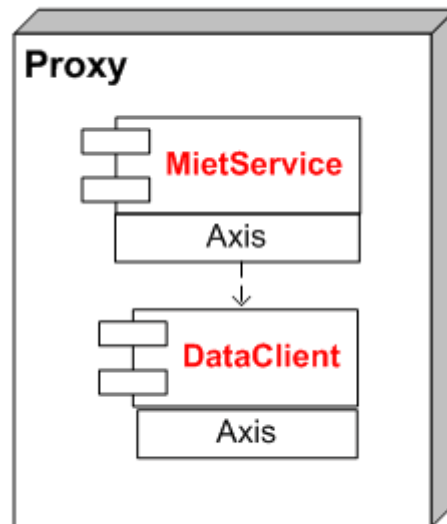 Proxy
MietService
Axis
DataClient
Axis